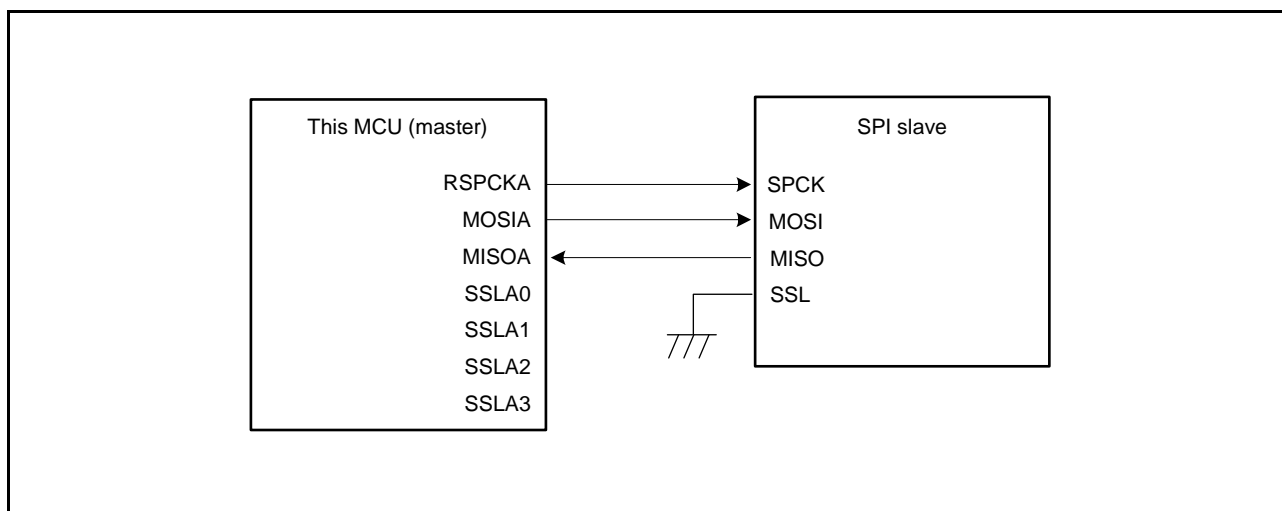 This MCU (master)
RSPCKA
MOSIA
MISOA
SSLA0
SSLA1
SSLA2
SSLA3
SPI slave
SPCK
MOSI
MISO
SSL